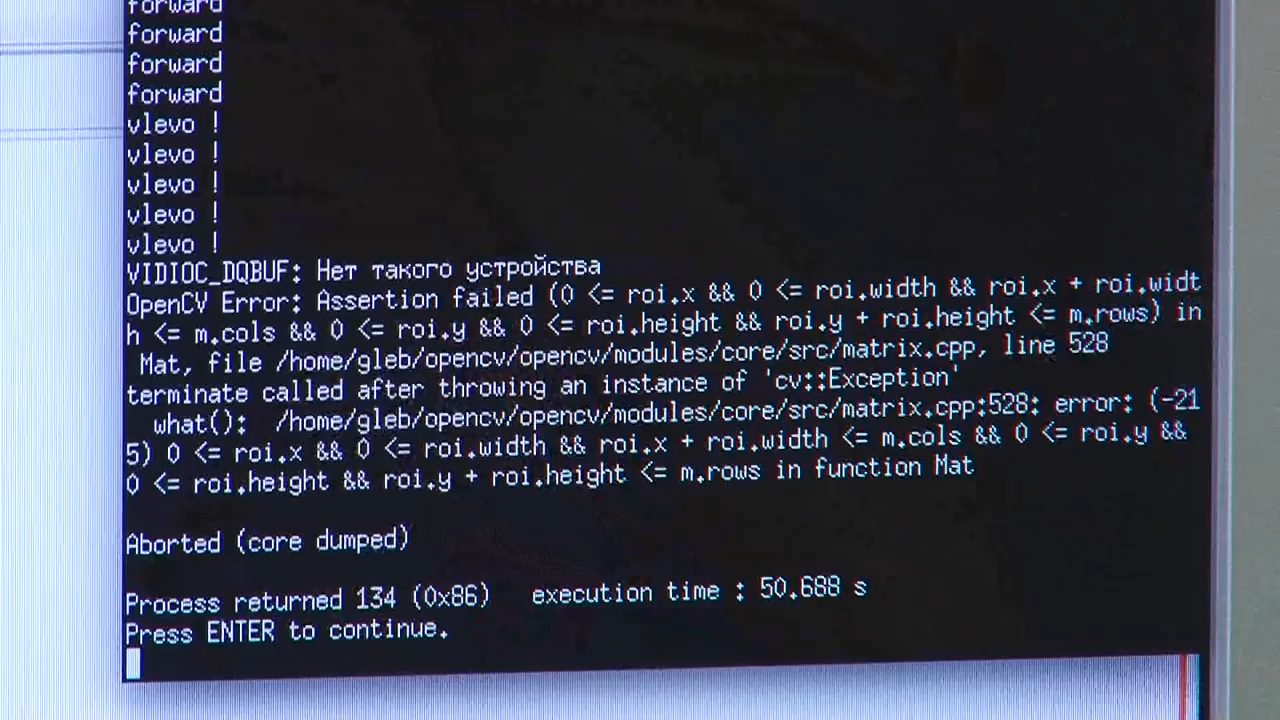 forward
forward
forward
forward
vlevo !
vlevo !
vlevo !
vlevo !
vlevo !
VIDIOC_DQBUF: Нет такого устройства
OpenCV Error: Assertion failed (0 <= roi.x && 0 <= roi.width && roi.x + roi.widt
h <= m.cols && 0 <= roi.y && 0 <= roi.height && roi.y + roi.height <= m.rows) in
 Mat, file /home/gleb/opencv/opencv/modules/core/src/matrix.cpp, line 528
terminate called after throwing an instance of 'cv::Exception'
  what():  /home/gleb/opencv/opencv/modules/core/src/matrix.cpp:528: error: (-21
5) 0 <= roi.x && 0 <= roi.width && roi.x + roi.width <= m.cols && 0 <= roi.y &&
0 <= roi.height && roi.y + roi.height <= m.rows in function Mat
Aborted (core dumped)
Process returned 134 (0x86)   execution time : 50.688 s
Press ENTER to continue.